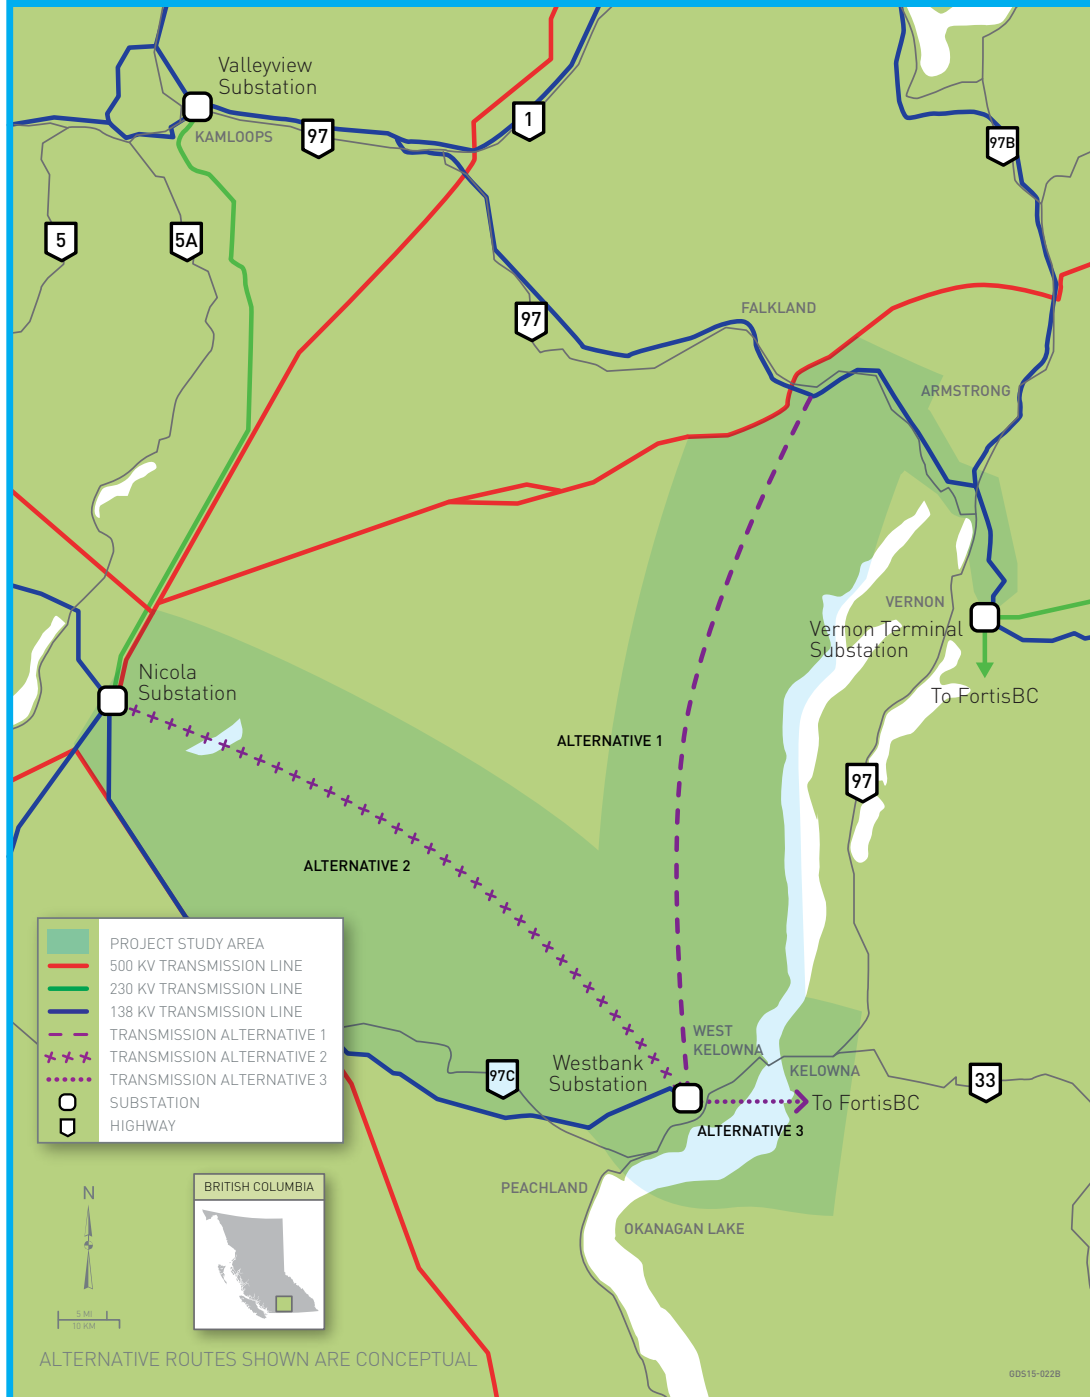 Valleyview
Substation
KAMLOOPS
97
1
97B
5
5A
97
FALKLAND
ARMSTRONG
VERNON
Vernon Terminal
Substation
To FortisBC
Nicola
Substation
ALTERNATIVE 1
97
ALTERNATIVE 2
PROJECT STUDY AREA
500 KV TRANSMISSION LINE
230 KV TRANSMISSION LINE
138 KV TRANSMISSION LINE
TRANSMISSION ALTERNATIVE 1
TRANSMISSION ALTERNATIVE 2
TRANSMISSION ALTERNATIVE 3
SUBSTATION
HIGHWAY
WEST
KELOWNA
Westbank
Substation
97C
KELOWNA
33
To FortisBC
ALTERNATIVE 3
PEACHLAND
OKANAGAN LAKE
N
BRITISH COLUMBIA
5 MI
10 KM
ALTERNATIVE ROUTES SHOWN ARE CONCEPTUAL
GDS15-022B